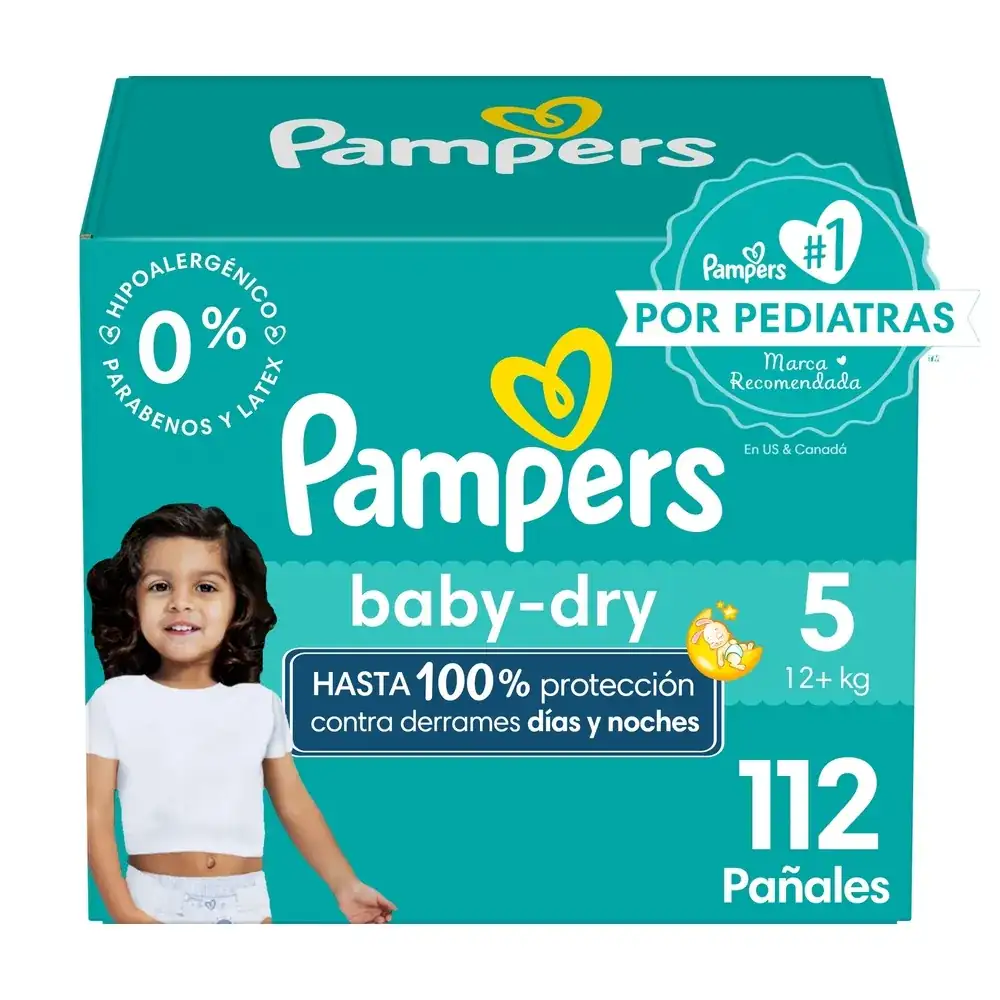 Pampers
HIPOALERGÉNICO
0%
PARABENOS Y LATEX
Pampers #1
POR PEDIATRAS
Marca
Recomendada
En US & Canadá
Pampers
baby-dry
5
12+ kg
HASTA 100% protección
contra derrames días y noches
112
Pañales